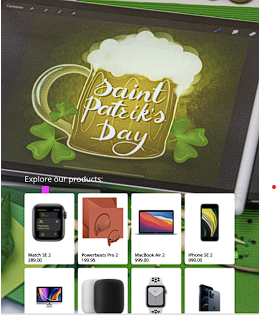 Saint
Patrick's
Day
Explore our products:
Watch SE 2
289.00
Powerbeats Pro 2
199.95
MacBook Air 2
999.00
iPhone SE 2
999.00